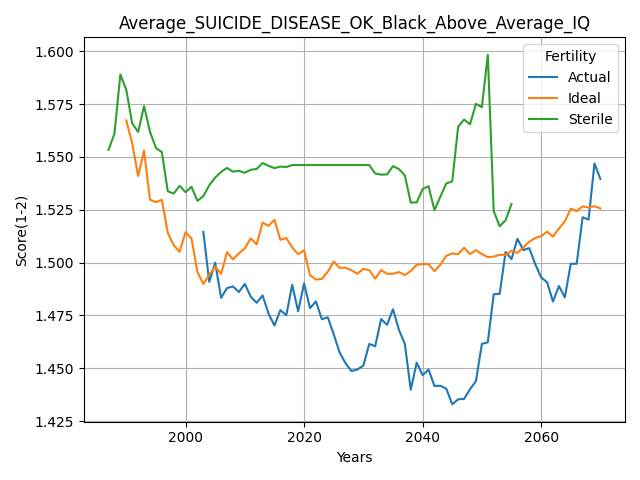 Average_SUICIDE_DISEASE_OK_Black_Above_Average_IQ
Fertility
Actual
Ideal
Sterile
Score(1-2)
1.600
1.575
1.550
1.525
1.500
1.475
1.450
1.425
2000
2020
2040
2060
Years